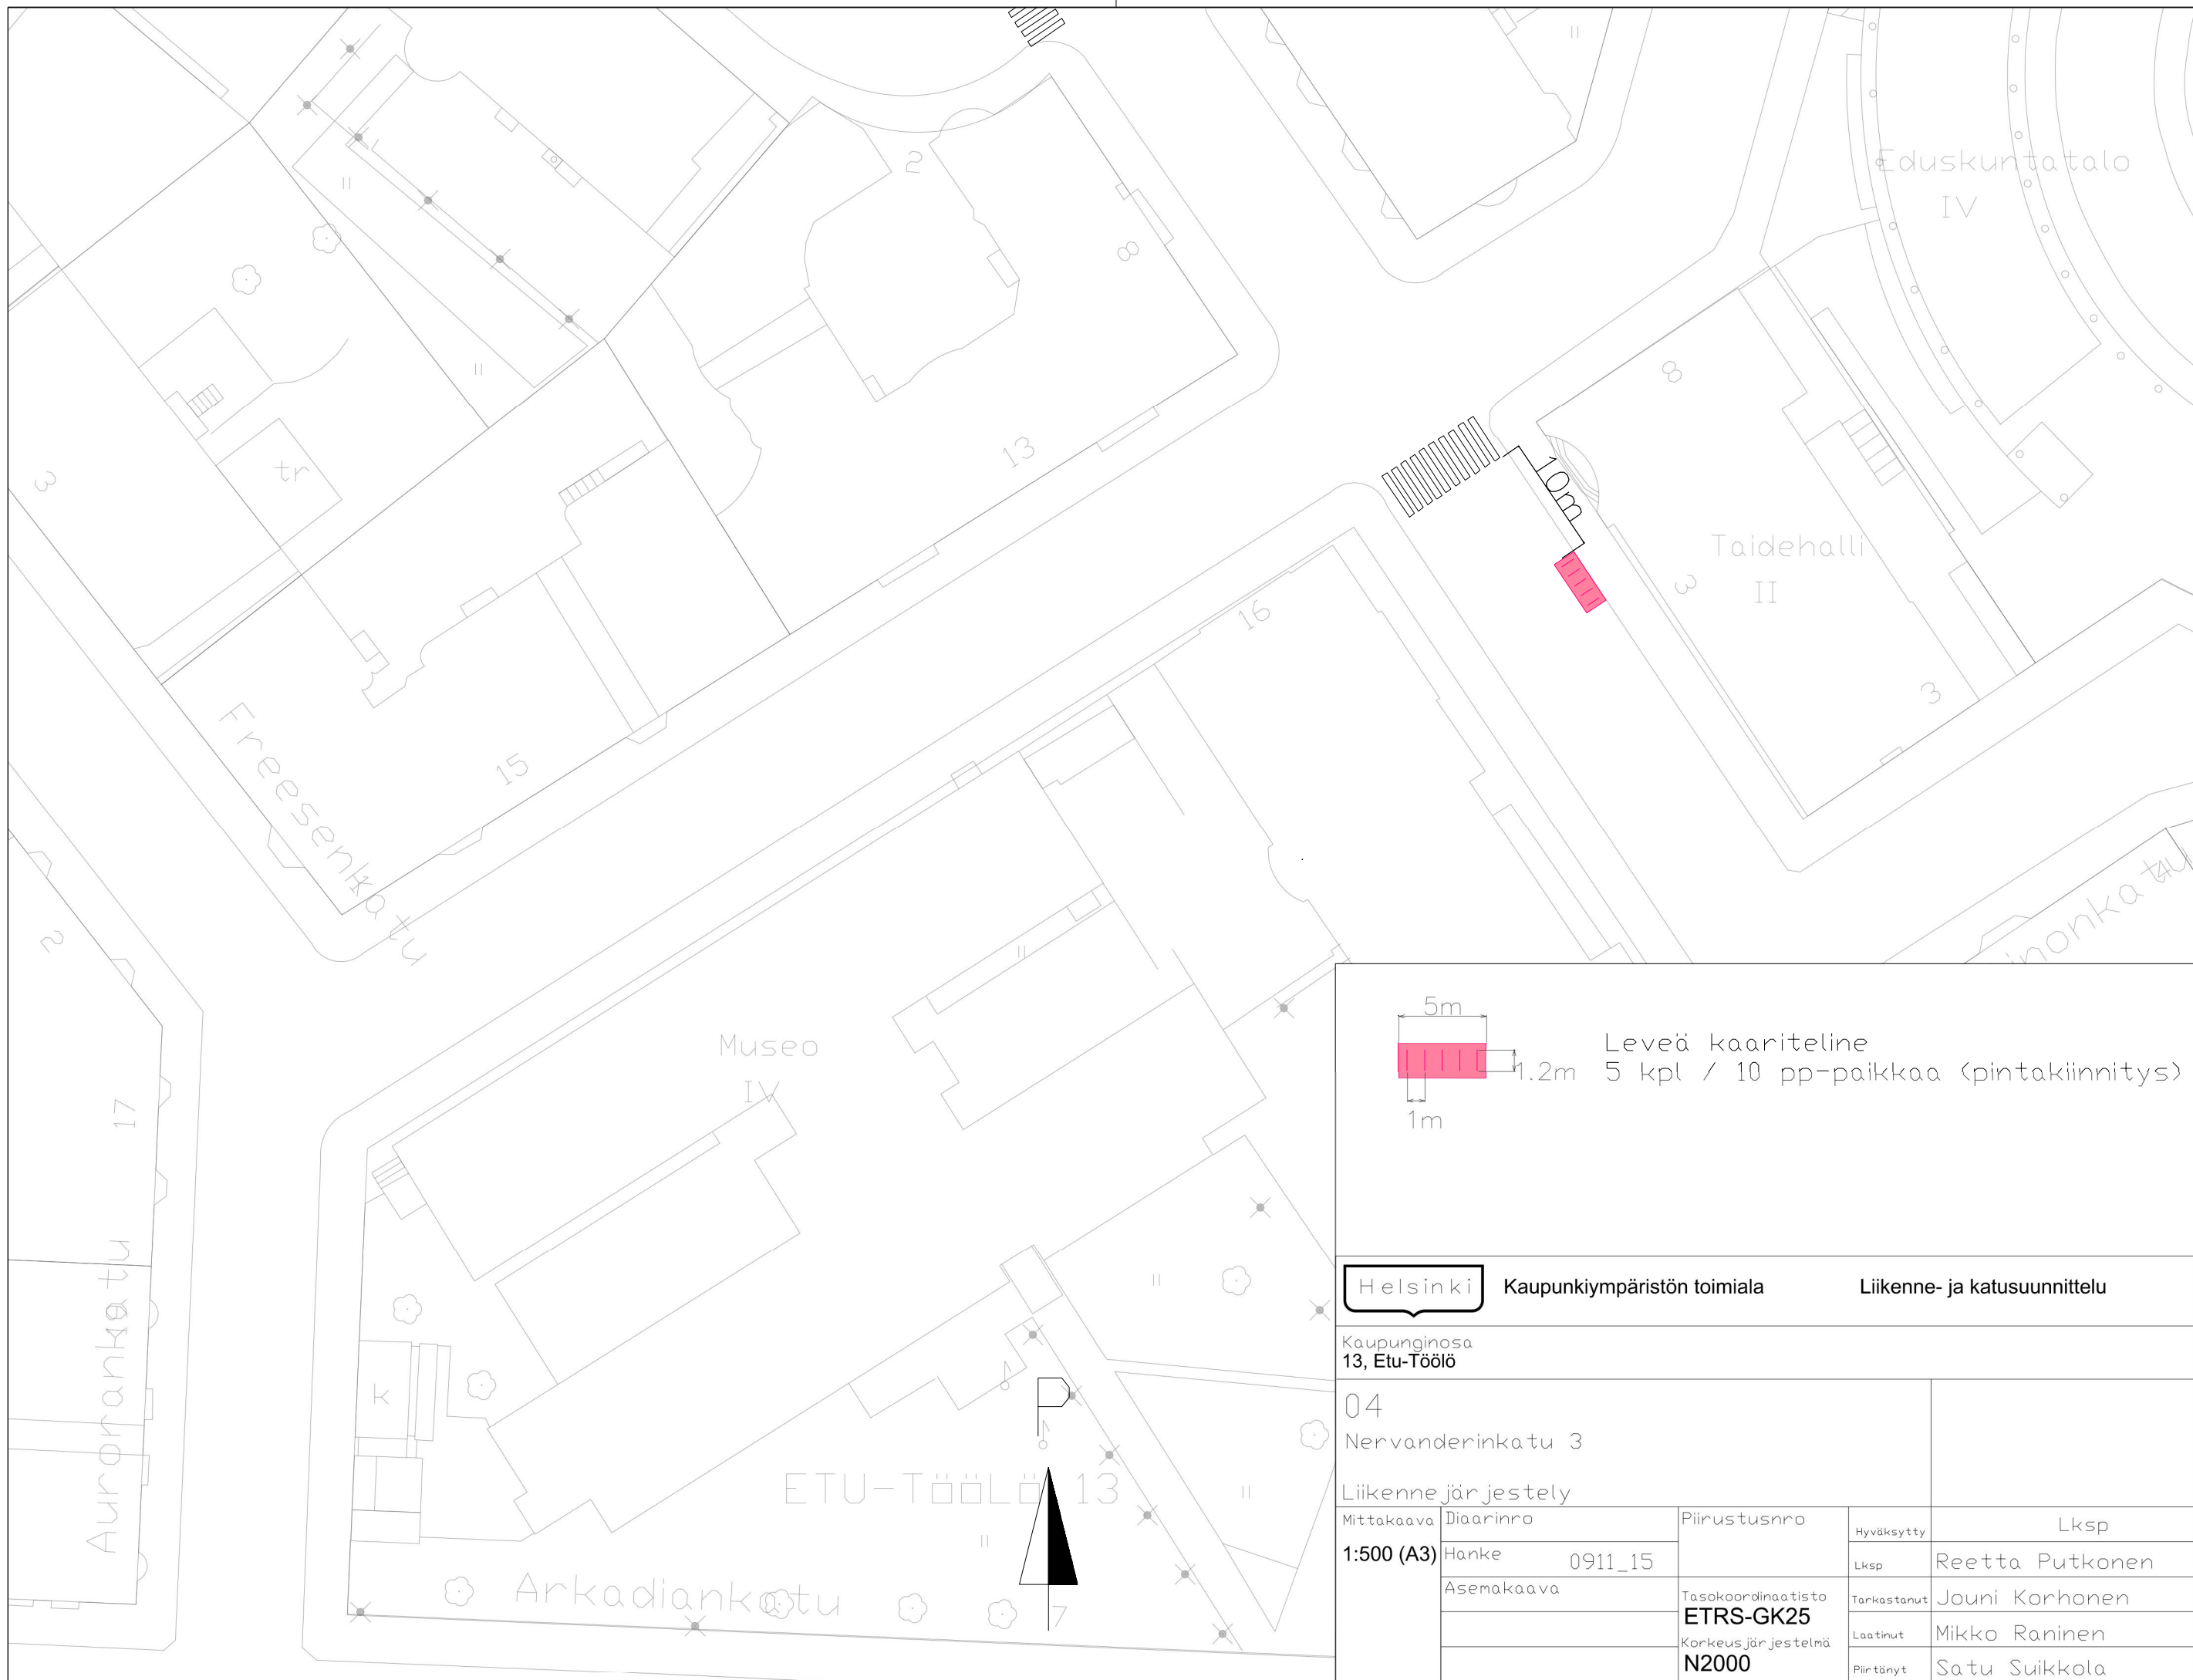 Eduskuntatalo
IV
2
8
8
3
tr
13
10m
Taidehalli
II
3
3
16
Freesenkatu
15
1
2
4
Museo
IV
17
Aurorankatu
k
ETU-TÖÖLÖ 13
Arkadiankatu
7
P
5m
1.2m
1m
Leveä kaariteline
5 kpl / 10 pp-paikkaa (pintakiinnitys)
Helsinki Kaupunkiympäristön toimiala Liikenne- ja katusuunnittelu
Kaupunginosa
13, Etu-Töölö
04
Nervanderinkatu 3
Liikennejärjestely
Mittakaava Diaarinro Piirustusnro Hyväksytty Lksp
1:500 (A3) Hanke 0911_15 Lksp Reetta Putkonen
Asemakaava Tasokoordinaatisto Tarkastanut Jouni Korhonen
ETRS-GK25
Laatinut Mikko Raninen
Korkeusjärjestelmä
N2000 Piirtänyt Satu Suikkola